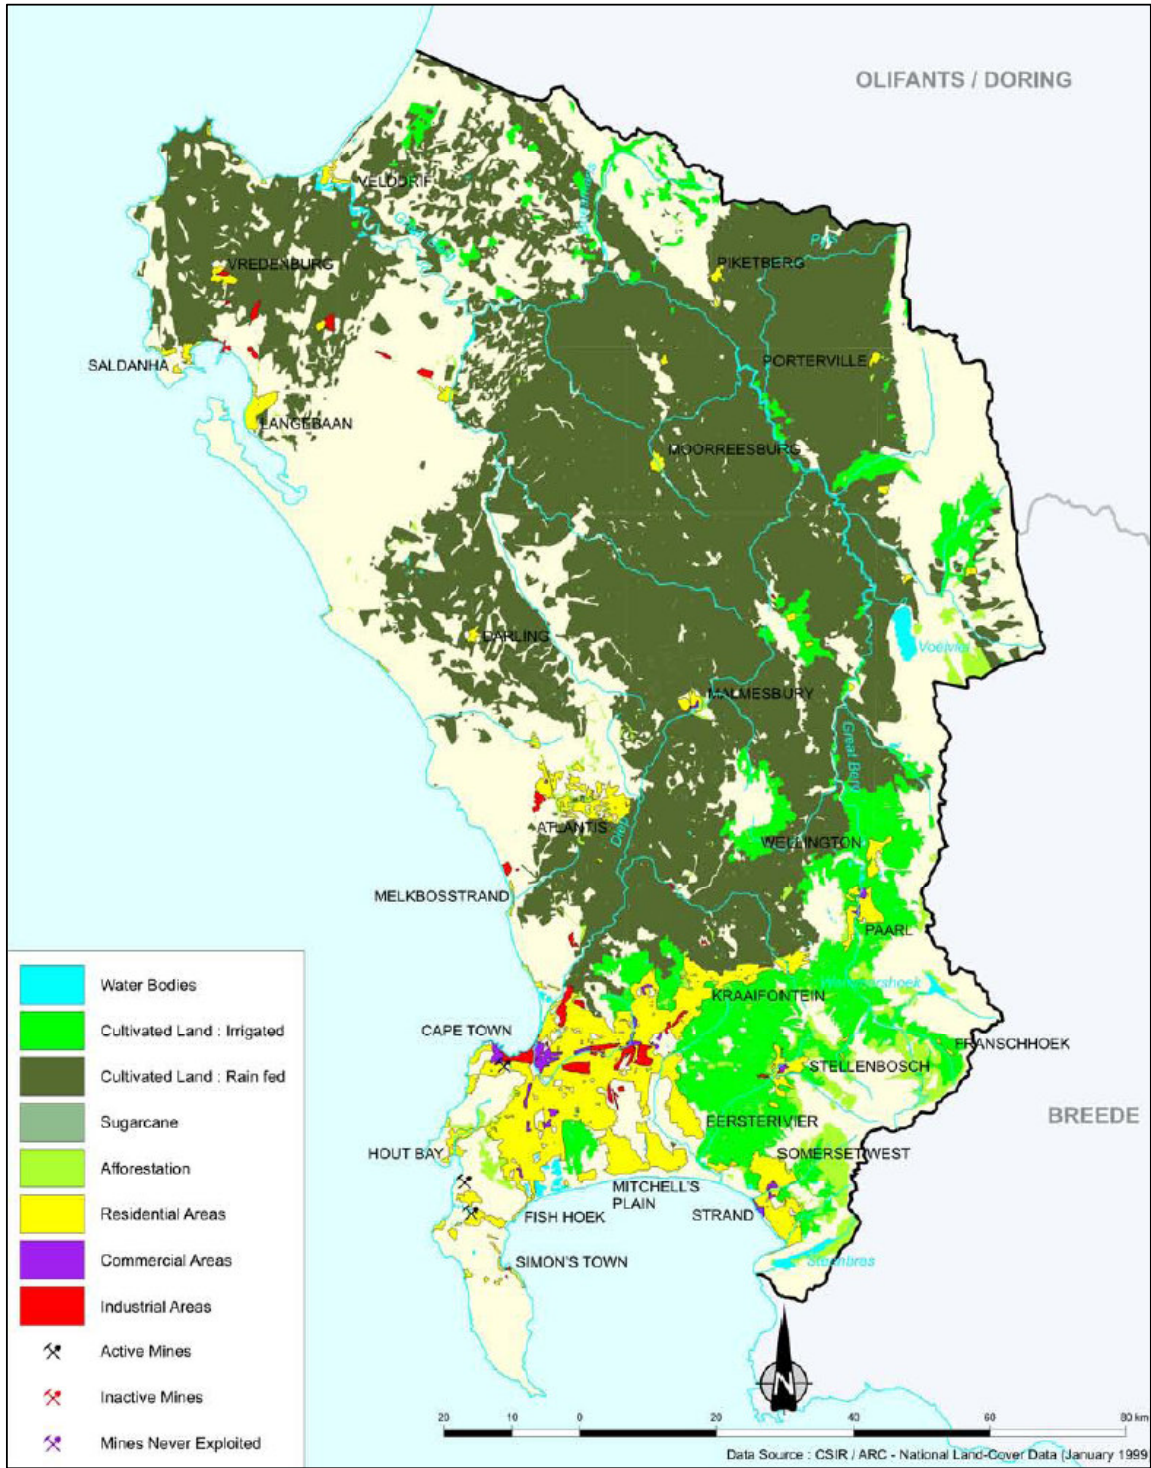 OLIFANTS / DORING
VELDDRIF
Great Berg
VREDENBURG
PIKETBERG
SALDANHA
PORTERVILLE
LANGEBAAN
MOORREESBURG
DARLING
Voëlvlei
MALMESBURY
Great Berg
ATLANTIS
Diep
WELLINGTON
MELKBOSSTRAND
PAARL
KRAAIFONTEIN
CAPE TOWN
FRANSCHHOEK
STELLENBOSCH
BREEDE
EERSTERIVIER
HOUT BAY
SOMERSET WEST
MITCHELL'S
PLAIN
FISH HOEK
STRAND
SIMON'S TOWN
Steenbras
Water Bodies
Cultivated Land : Irrigated
Cultivated Land : Rain fed
Sugarcane
Afforestation
Residential Areas
Commercial Areas
Industrial Areas
Active Mines
Inactive Mines
Mines Never Exploited
N
20 10 0 20 40 60 80 km
Data Source : CSIR / ARC - National Land-Cover Data (January 1999